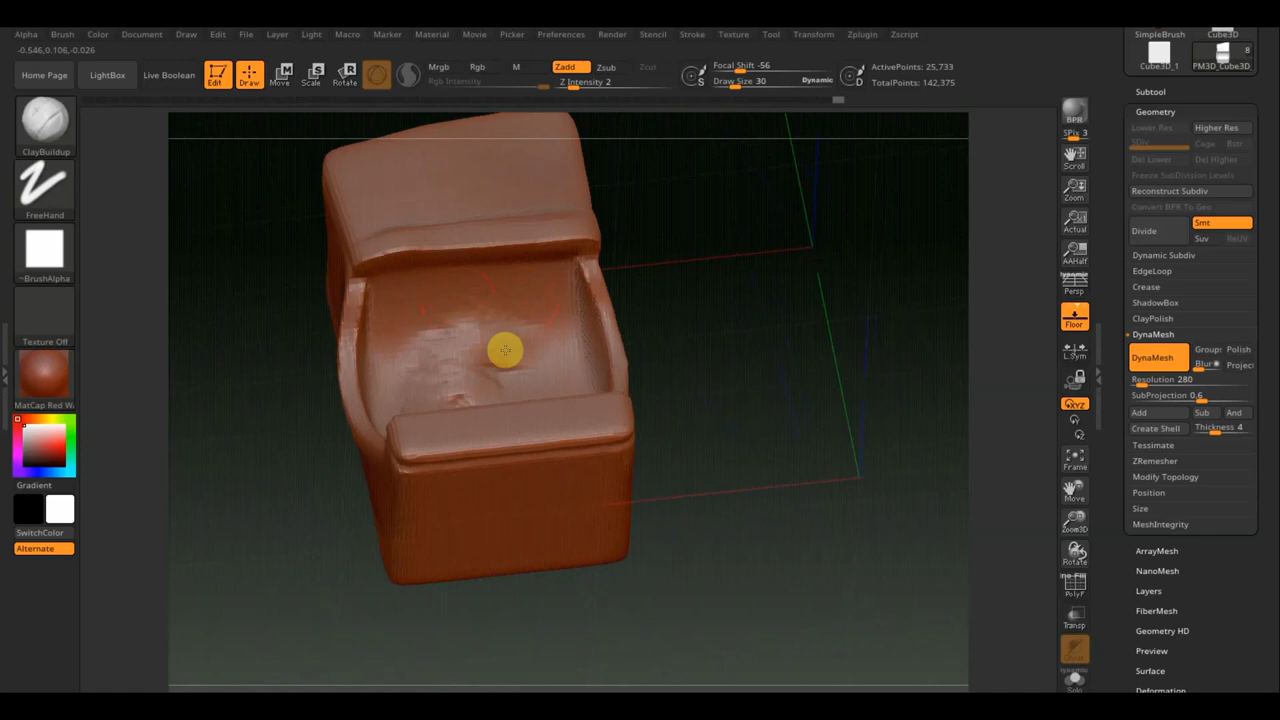 Alpha Brush Color Document Draw Edit File Layer Light Macro Marker Material Movie Picker Preferences Render Stencil Stroke Texture Tool Transform Zplugin Zscript
-0.546,0.106,-0.026
Home Page LightBox Live Boolean Edit Draw Move Scale Rotate
Mrgb Rgb M Zadd Zsub Zcut
Rgb Intensity Z Intensity 2
Focal Shift -56
Draw Size 30 Dynamic
ActivePoints: 25,733
TotalPoints: 142,375
ClayBuildup
FreeHand
~BrushAlpha
Texture Off
MatCap Red W
Gradient
SwitchColor
Alternate
BPR
SPix 3
Scroll
Zoom
Actual
AAHalf
Dynamic
Persp
Floor
L.Sym
XYZ
Frame
Move
Zoom3D
Rotate
PolyF
Transp
Dynamic
Solo
SimpleBrush Cube3D
8
Cube3D_1 PM3D_Cube3D_
Subtool
Geometry
Lower Res Higher Res
SDiv Cage Rstr
Del Lower Del Higher
Freeze SubDivision Levels
Reconstruct Subdiv
Convert BPR To Geo
Divide Smt
Suv ReUV
Dynamic Subdiv
EdgeLoop
Crease
ShadowBox
ClayPolish
DynaMesh
DynaMesh Groups Polish
Blur Projec
Resolution 280
SubProjection 0.6
Add Sub And
Create Shell Thickness 4
Tessimate
ZRemesher
Modify Topology
Position
Size
MeshIntegrity
ArrayMesh
NanoMesh
Layers
FiberMesh
Geometry HD
Preview
Surface
Deformation